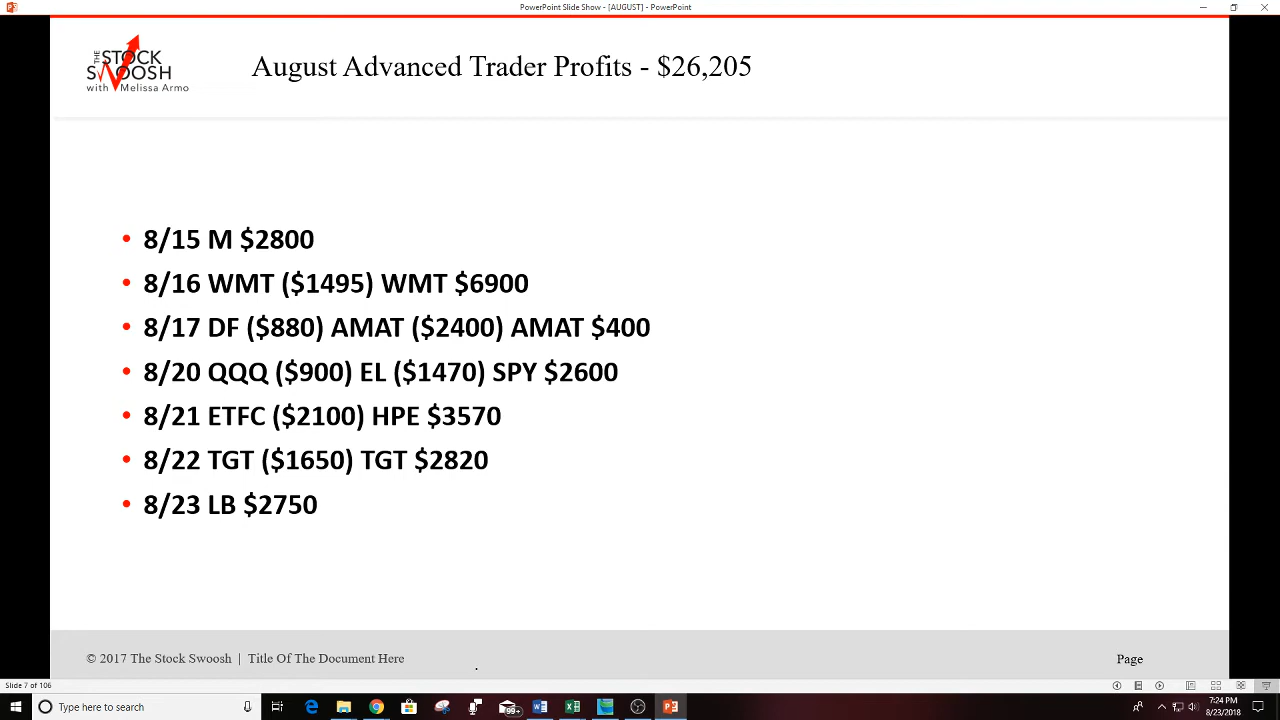 PowerPoint Slide Show - [AUGUST] - PowerPoint
THE
STOCK
SWOOSH
with Melissa Armo
August Advanced Trader Profits - $26,205
• 8/15 M $2800
• 8/16 WMT ($1495) WMT $6900
• 8/17 DF ($880) AMAT ($2400) AMAT $400
• 8/20 QQQ ($900) EL ($1470) SPY $2600
• 8/21 ETFC ($2100) HPE $3570
• 8/22 TGT ($1650) TGT $2820
• 8/23 LB $2750
© 2017 The Stock Swoosh | Title Of The Document Here
Page
Slide 7 of 106
Type here to search
99+
7:24 PM
8/23/2018